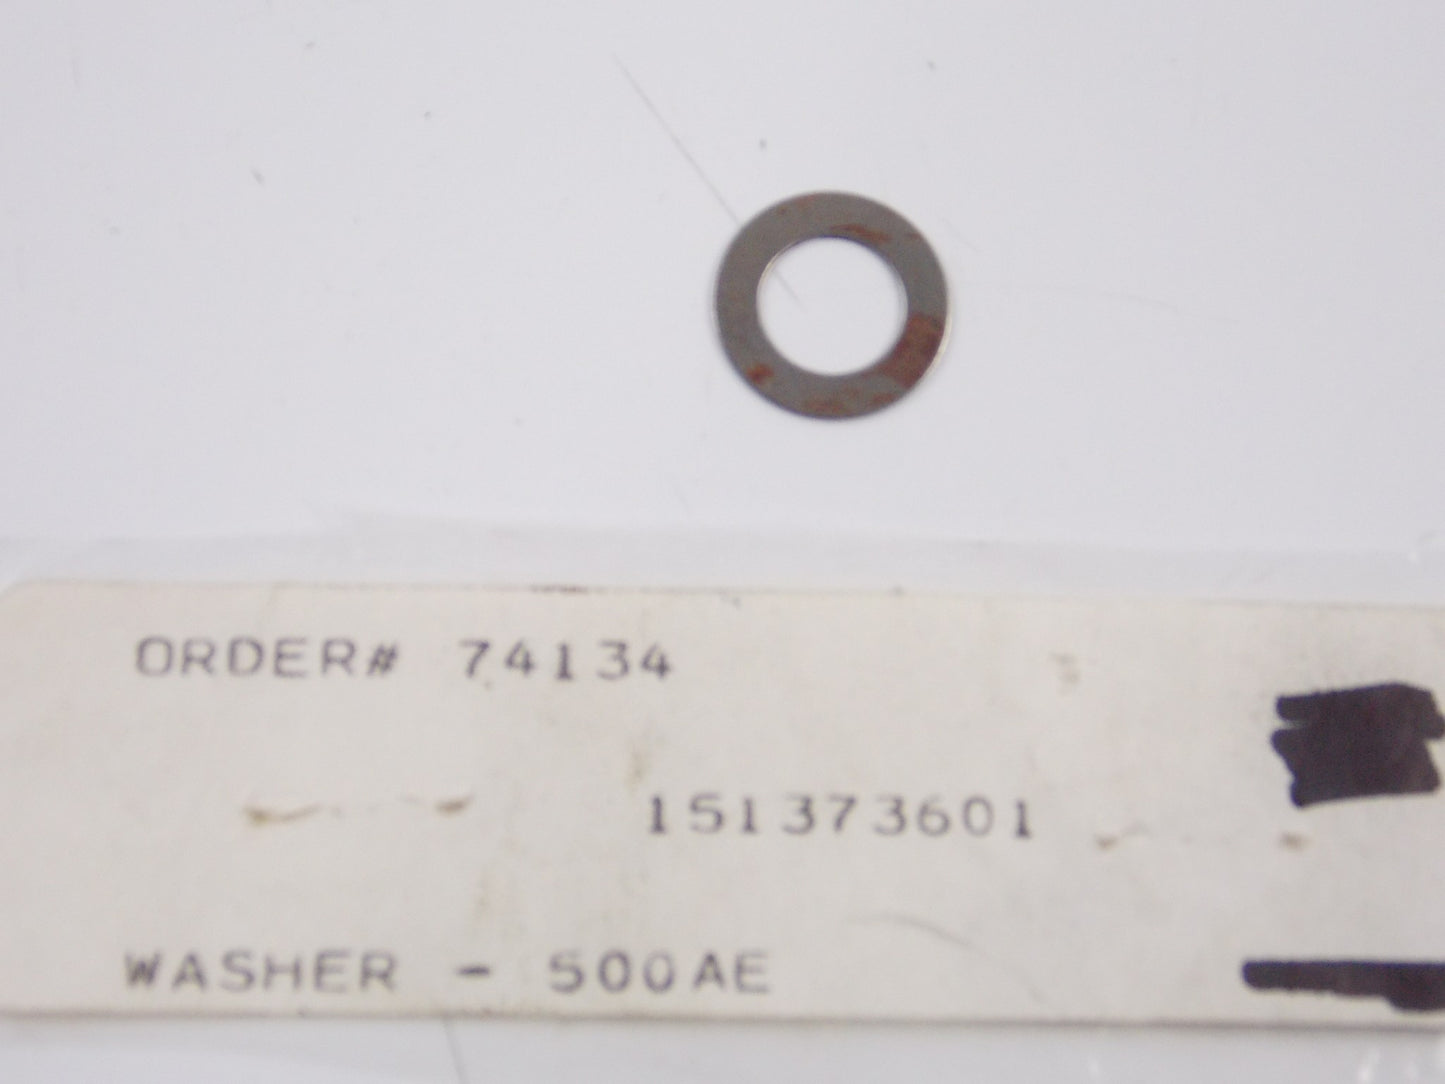 ORDER# 74134
151373601
WASHER - 500AE